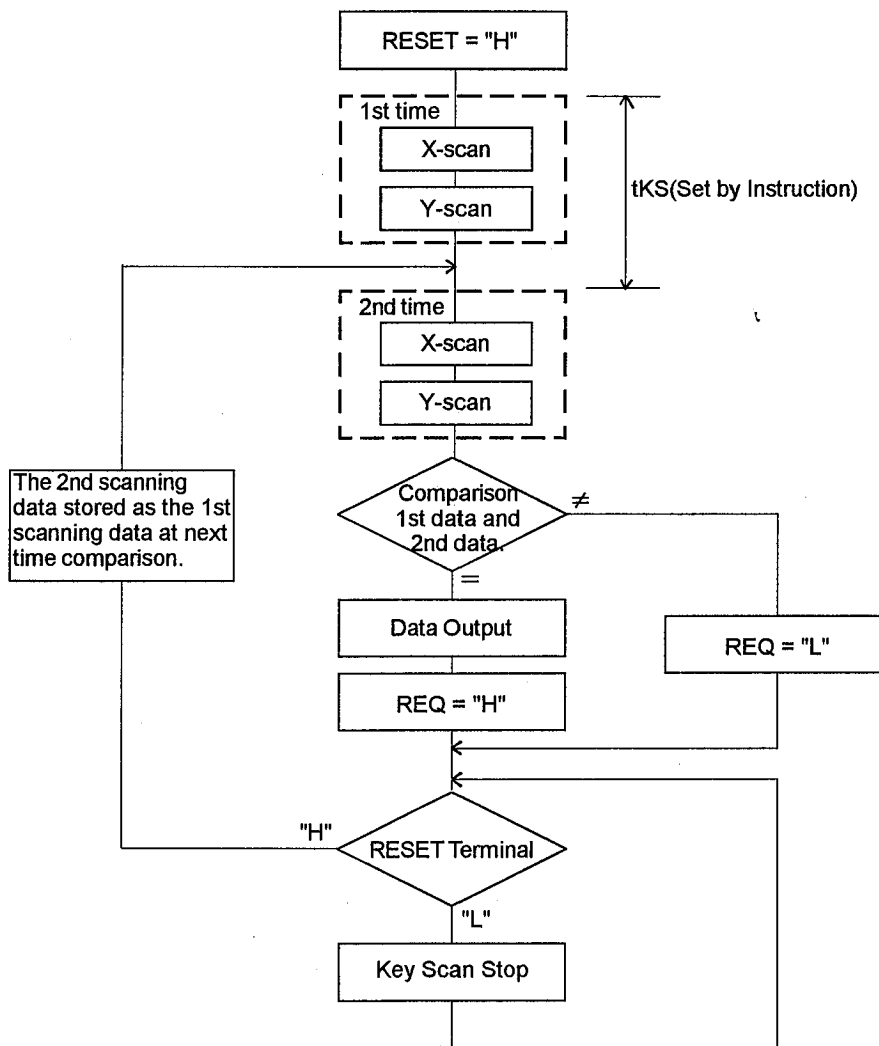 RESET = "H"
1st time
X-scan
Y-scan
tKS(Set by Instruction)
2nd time
X-scan
Y-scan
The 2nd scanning
data stored as the 1st
scanning data at next
time comparison.
Comparison
1st data and
2nd data.
≠
=
Data Output
REQ = "L"
REQ = "H"
"H"
RESET Terminal
"L"
Key Scan Stop